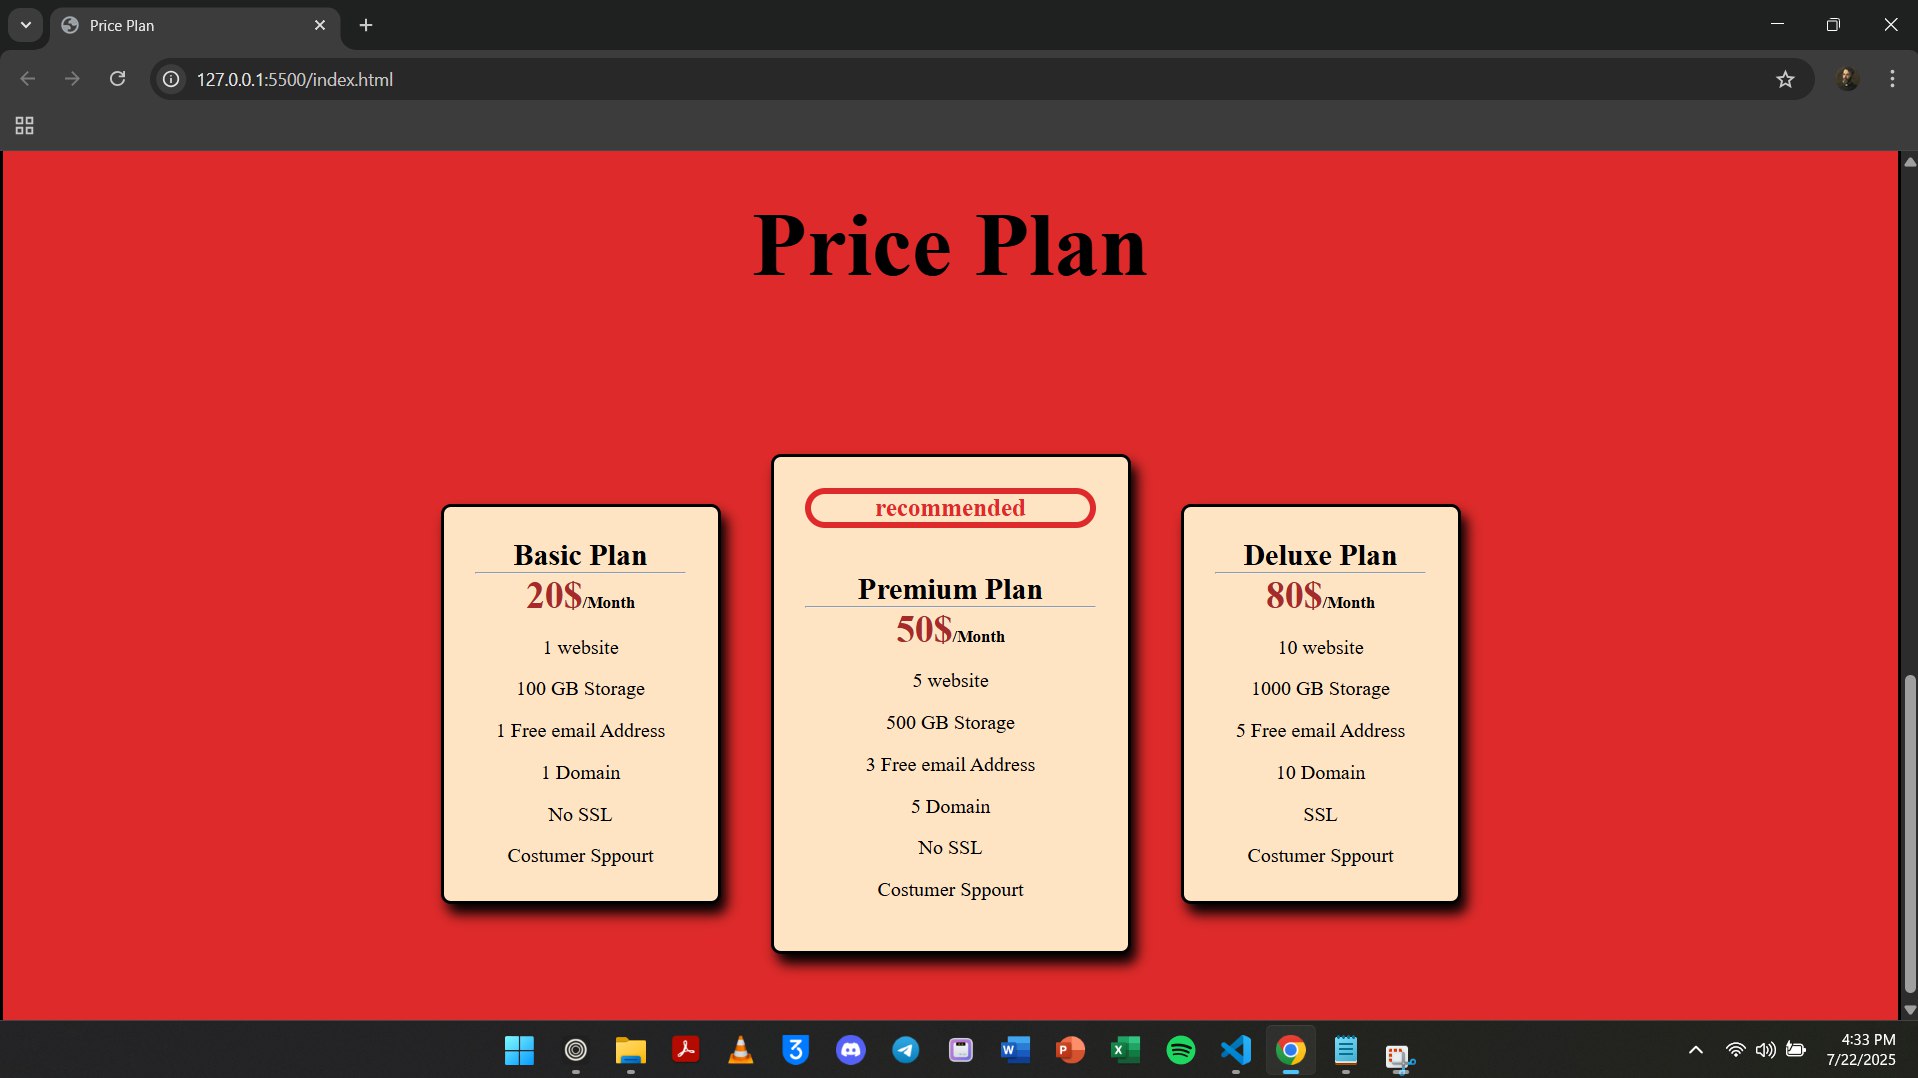 Price Plan
127.0.0.1:5500/index.html
Price Plan
Basic Plan
20$/Month
1 website
100 GB Storage
1 Free email Address
1 Domain
No SSL
Costumer Sppourt
recommended
Premium Plan
50$/Month
5 website
500 GB Storage
3 Free email Address
5 Domain
No SSL
Costumer Sppourt
Deluxe Plan
80$/Month
10 website
1000 GB Storage
5 Free email Address
10 Domain
SSL
Costumer Sppourt
4:33 PM
7/22/2025